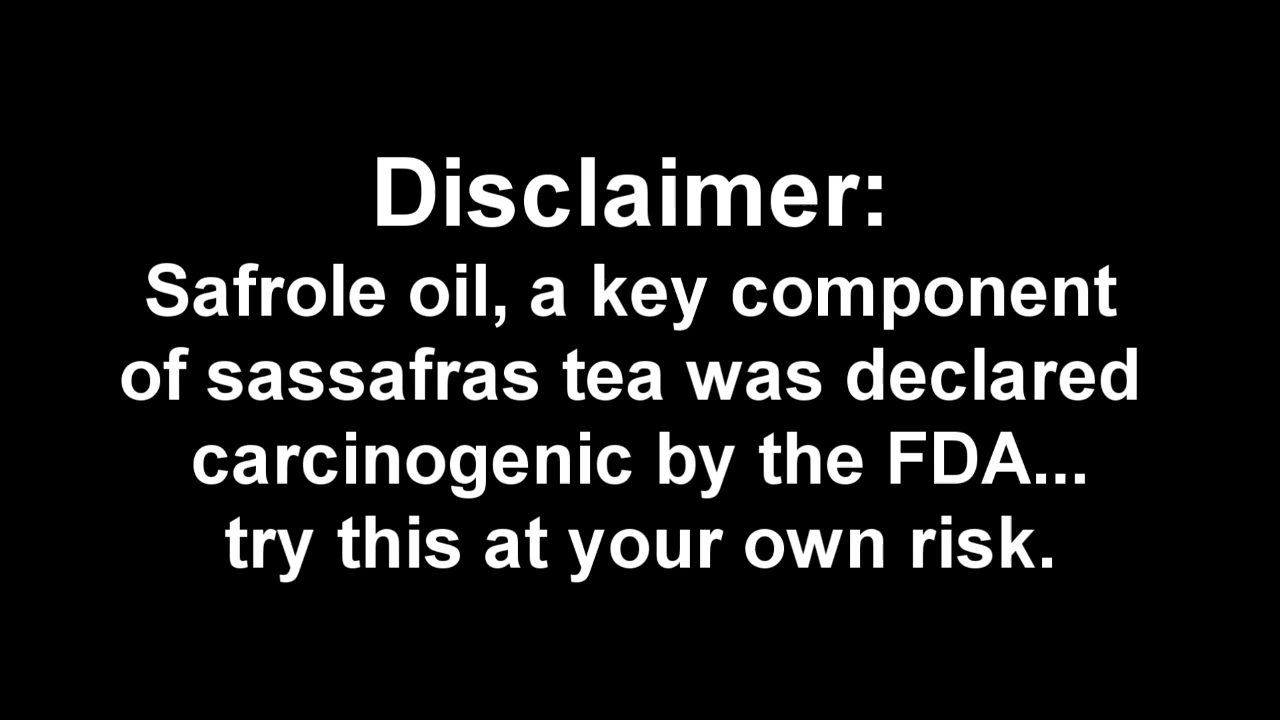 Disclaimer:
Safrole oil, a key component
of sassafras tea was declared
carcinogenic by the FDA...
try this at your own risk.